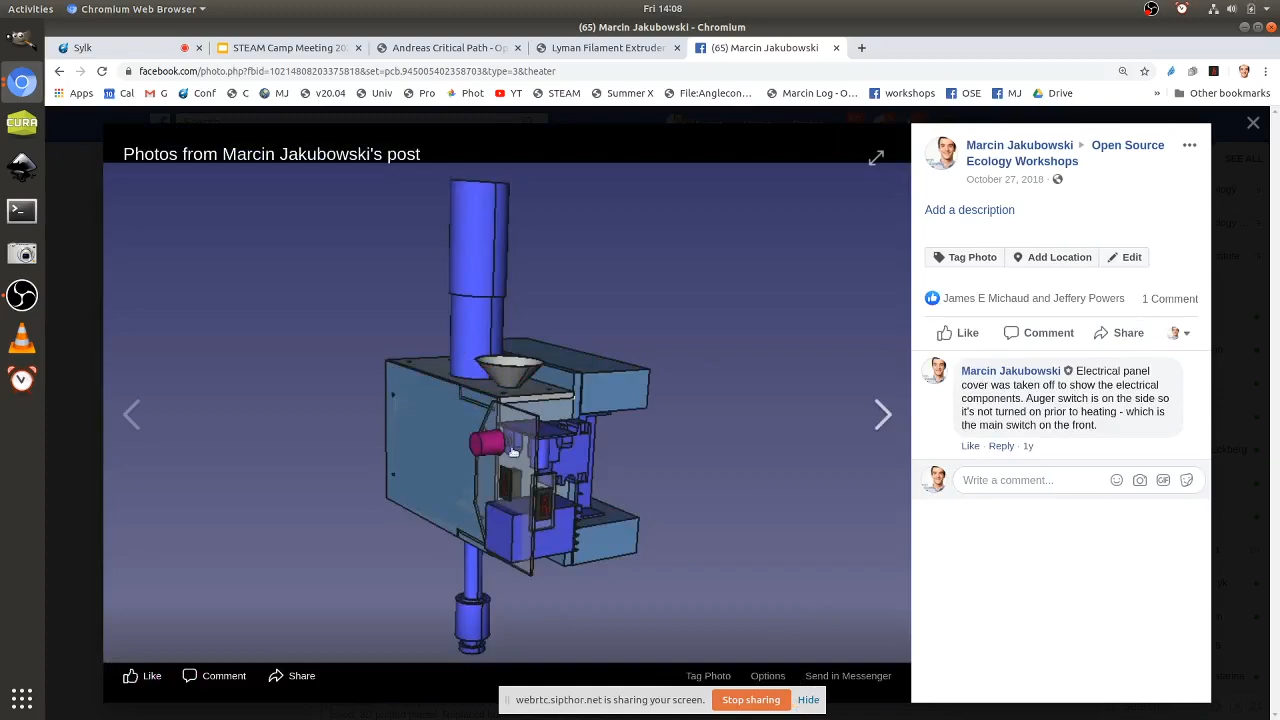 Activities
Chromium Web Browser
Fri 14:08
(65) Marcin Jakubowski - Chromium
Sylk
STEAM Camp Meeting 20
Andreas Critical Path - Op
Lyman Filament Extruder
(65) Marcin Jakubowski
facebook.com/photo.php?fbid=10214808203375818&set=pcb.945005402358703&type=3&theater
Apps
Cal
G
Conf
C
MJ
v20.04
Univ
Pro
Phot
YT
STEAM
Summer X
File:Anglecon...
Marcin Log - O...
workshops
OSE
MJ
Drive
»
Other bookmarks
CURA
Photos from Marcin Jakubowski's post
SEE ALL
Marcin Jakubowski
Open Source
Ecology Workshops
October 27, 2018 ·
Add a description
Tag Photo
Add Location
Edit
James E Michaud and Jeffery Powers
1 Comment
Like
Comment
Share
Marcin Jakubowski Electrical panel
cover was taken off to show the electrical
components. Auger switch is on the side so
it's not turned on prior to heating - which is
the main switch on the front.
Like · Reply · 1y
Write a comment...
GIF
Like
Comment
Share
Tag Photo
Options
Send in Messenger
webrtc.sipthor.net is sharing your screen.
Stop sharing
Hide